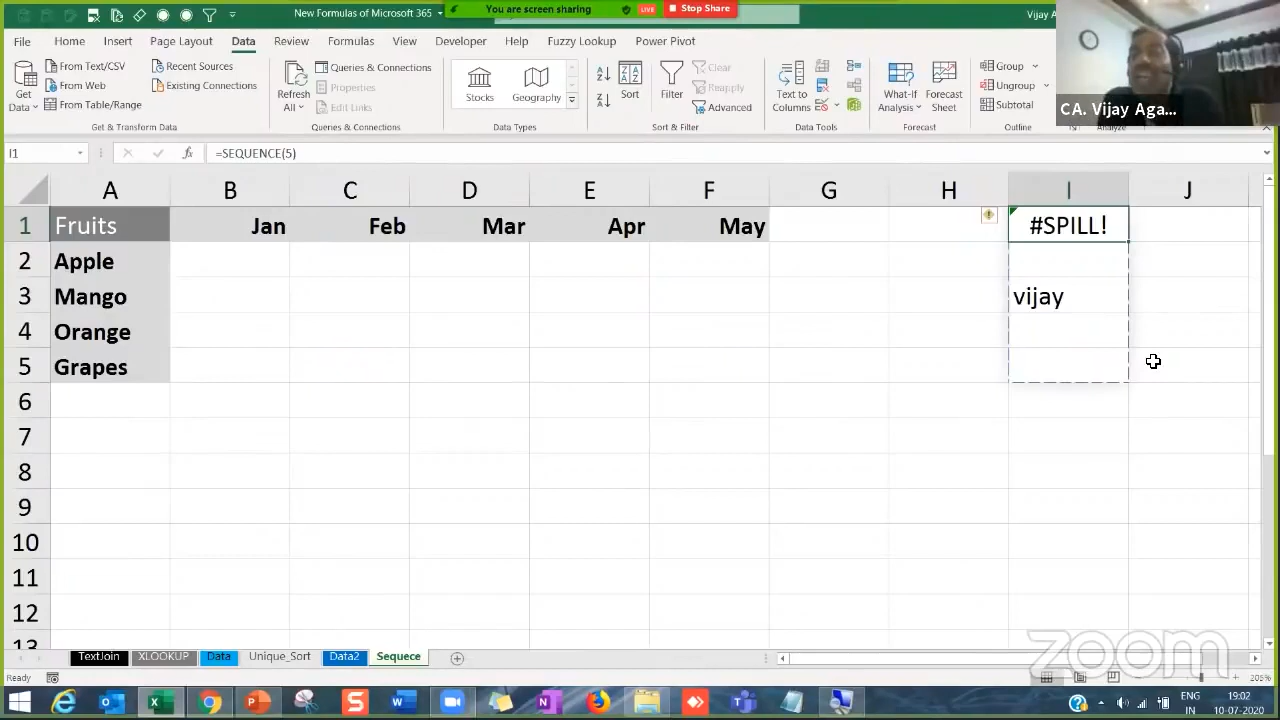 New Formulas of Microsoft 365
You are screen sharing
LIVE
Stop Share
Vijay A
File Home Insert Page Layout Data Review Formulas View Developer Help Fuzzy Lookup Power Pivot
Get Data
From Text/CSV
From Web
From Table/Range
Recent Sources
Existing Connections
Get & Transform Data
Refresh All
Queries & Connections
Properties
Edit Links
Queries & Connections
Stocks
Geography
Data Types
Sort
Filter
Clear
Reapply
Advanced
Sort & Filter
Text to Columns
Data Tools
What-If Analysis
Forecast Sheet
Forecast
Group
Ungroup
Subtotal
Outline
CA. Vijay Aga...
I1
fx
=SEQUENCE(5)
A B C D E F G H I J
1 Fruits Jan Feb Mar Apr May #SPILL!
2 Apple
3 Mango vijay
4 Orange
5 Grapes
6
7
8
9
10
11
12
13
TextJoin XLOOKUP Data Unique_Sort Data2 Sequece
zoom
Ready
205%
ENG
IN
19:02
10-07-2020